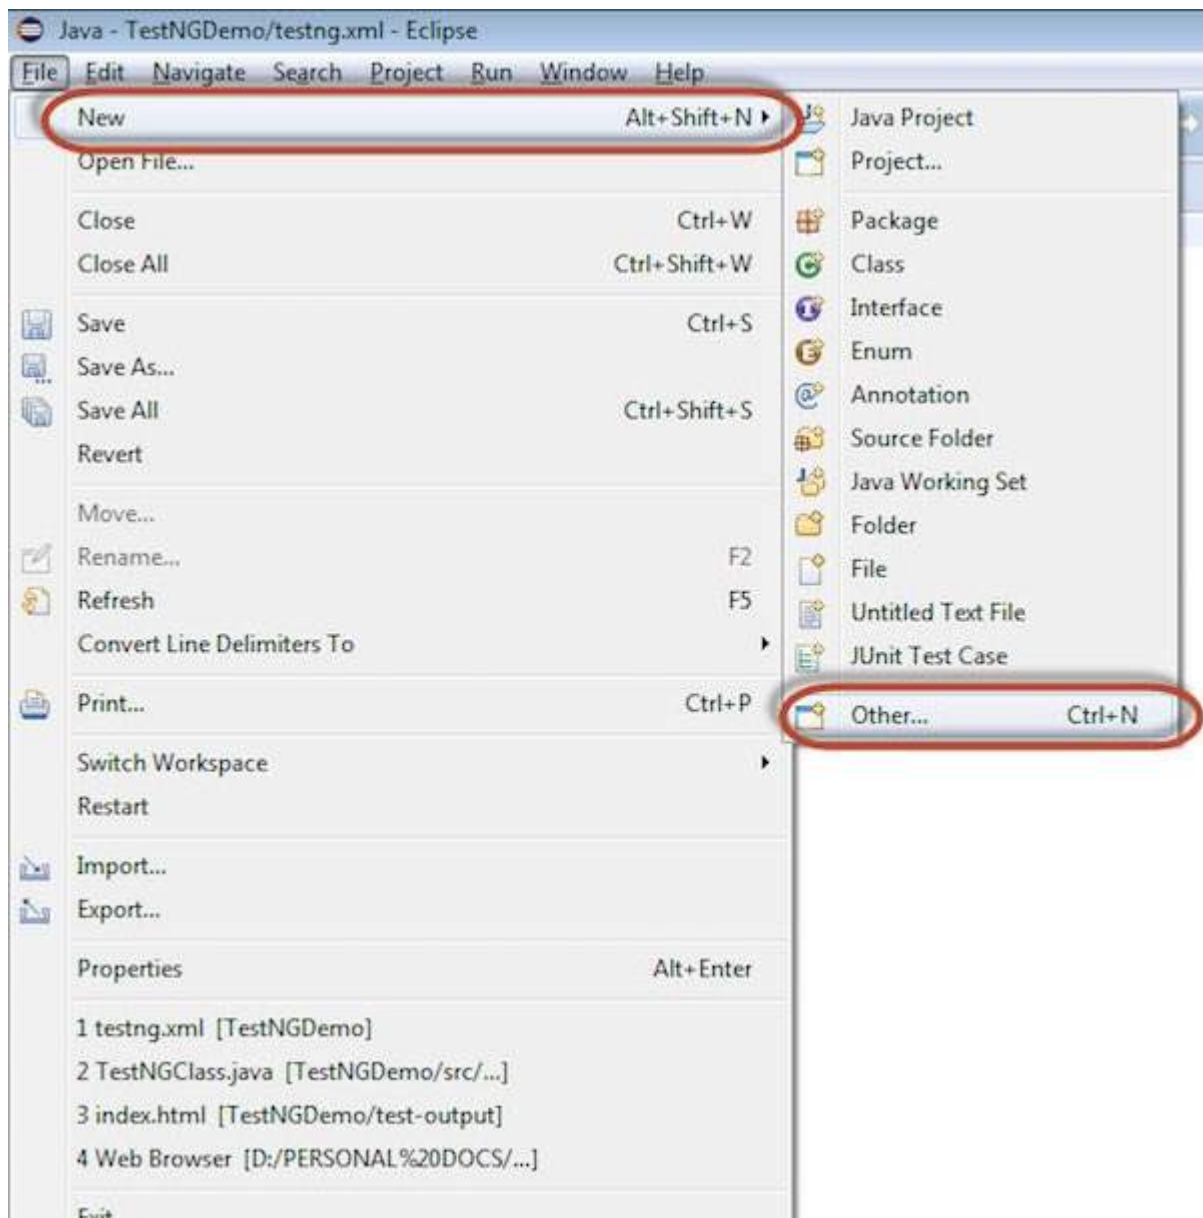 Java - TestNGDemo/testng.xml - Eclipse
File Edit Navigate Search Project Run Window Help
New Alt+Shift+N
Open File...
Close Ctrl+W
Close All Ctrl+Shift+W
Save Ctrl+S
Save As...
Save All Ctrl+Shift+S
Revert
Move...
Rename... F2
Refresh F5
Convert Line Delimiters To
Print... Ctrl+P
Switch Workspace
Restart
Import...
Export...
Properties Alt+Enter
1 testng.xml [TestNGDemo]
2 TestNGClass.java [TestNGDemo/src/...]
3 index.html [TestNGDemo/test-output]
4 Web Browser [D:/PERSONAL%20DOCS/...]
Exit
Java Project
Project...
Package
Class
Interface
Enum
Annotation
Source Folder
Java Working Set
Folder
File
Untitled Text File
JUnit Test Case
Other... Ctrl+N